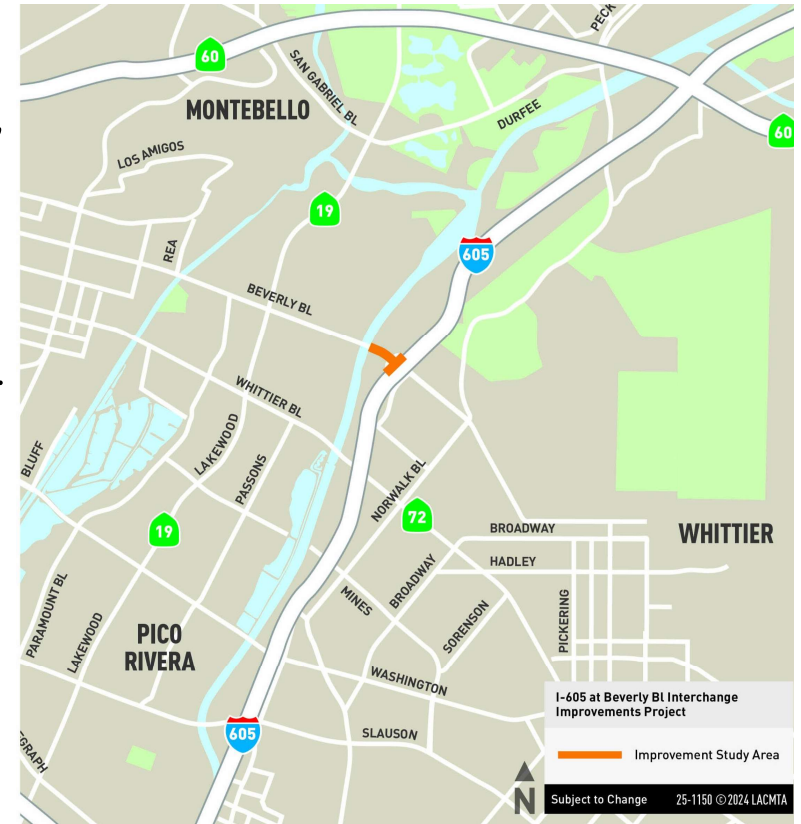 60
PECK
SAN GABRIEL BL
MONTEBELLO
DURFEE
60
LOS AMIGOS
19
REA
605
BEVERLY BL
WHITTIER BL
LAKEWOOD
BLUFF
PASSONS
NORWALK BL
72
19
BROADWAY
WHITTIER
HADLEY
BROADWAY
MINES
PARAMOUNT BL
SORENSON
PICKERING
LAKEWOOD
PICO
RIVERA
WASHINGTON
605
SLAUSON
EGRAPH
I-605 at Beverly Bl Interchange
Improvements Project
Improvement Study Area
N
Subject to Change 25-1150 ©2024 LACMTA